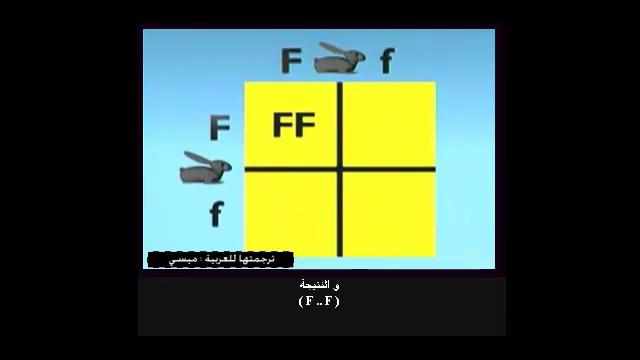 F f
F FF
f
ترجمتها للعربية : ميسي
و النتيجة
( F .. F )